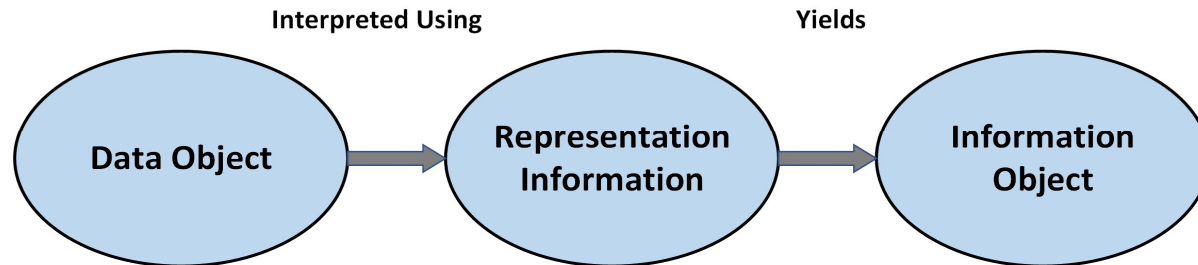 Interpreted Using
Yields
Data Object
Representation
Information
Information
Object